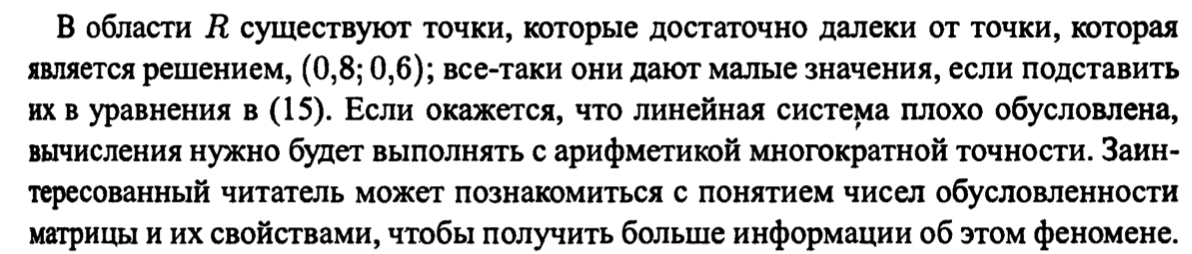 В области R существуют точки, которые достаточно далеки от точки, которая
является решением, (0,8; 0,6); все-таки они дают малые значения, если подставить
их в уравнения в (15). Если окажется, что линейная система плохо обусловлена,
вычисления нужно будет выполнять с арифметикой многократной точности. Заин-
тересованный читатель может познакомиться с понятием чисел обусловленности
матрицы и их свойствами, чтобы получить больше информации об этом феномене.